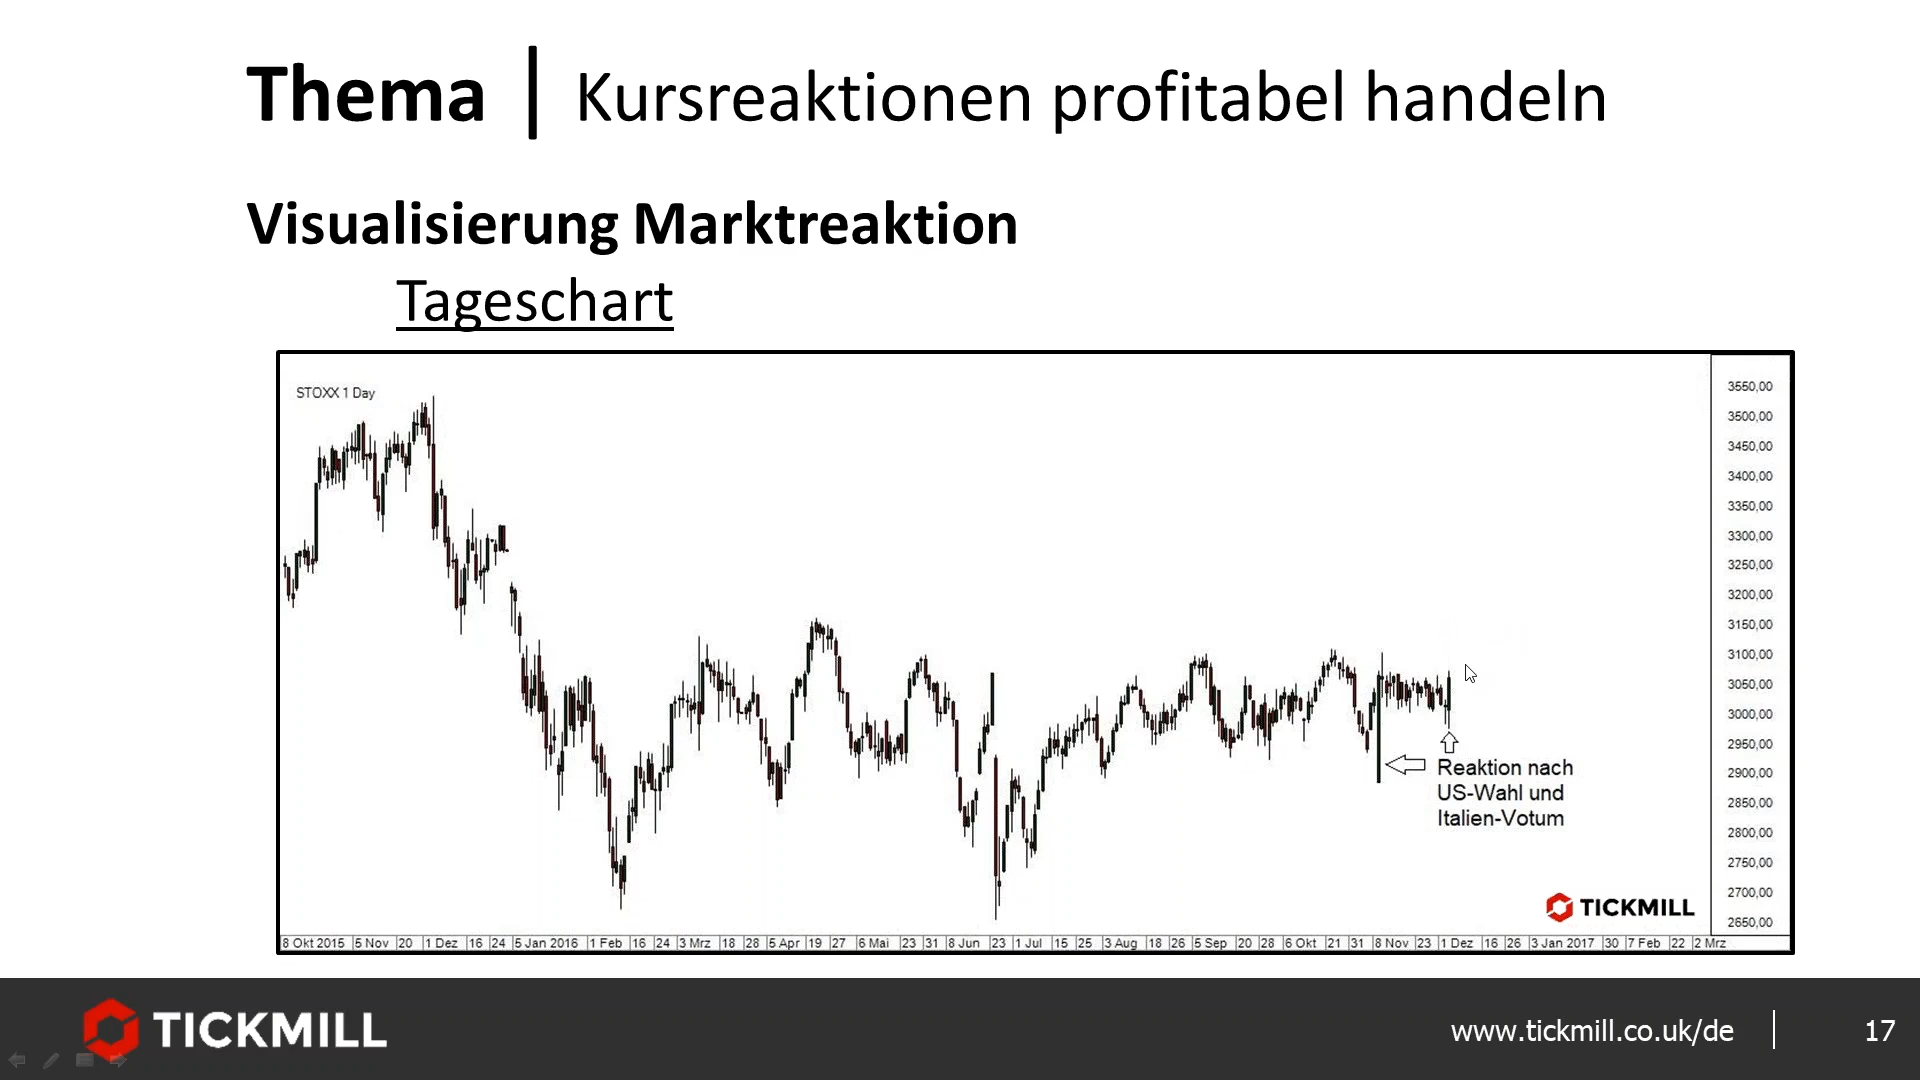 Thema | Kursreaktionen profitabel handeln
Visualisierung Marktreaktion
Tageschart
STOXX 1 Day
3550,00
3500,00
3450,00
3400,00
3350,00
3300,00
3250,00
3200,00
3150,00
3100,00
3050,00
3000,00
2950,00
2900,00
2850,00
2800,00
2750,00
2700,00
2650,00
Reaktion nach
US-Wahl und
Italien-Votum
TICKMILL
8 Okt 2015 5 Nov 20 1 Dez 16 24 5 Jan 2016 1 Feb 16 24 3 Mrz 18 28 5 Apr 19 27 6 Mai 23 31 8 Jun 23 1 Jul 15 25 3 Aug 18 26 5 Sep 20 28 6 Okt 21 31 8 Nov 23 1 Dez 16 26 3 Jan 2017 30 7 Feb 22 2 Mrz
TICKMILL
www.tickmill.co.uk/de | 17